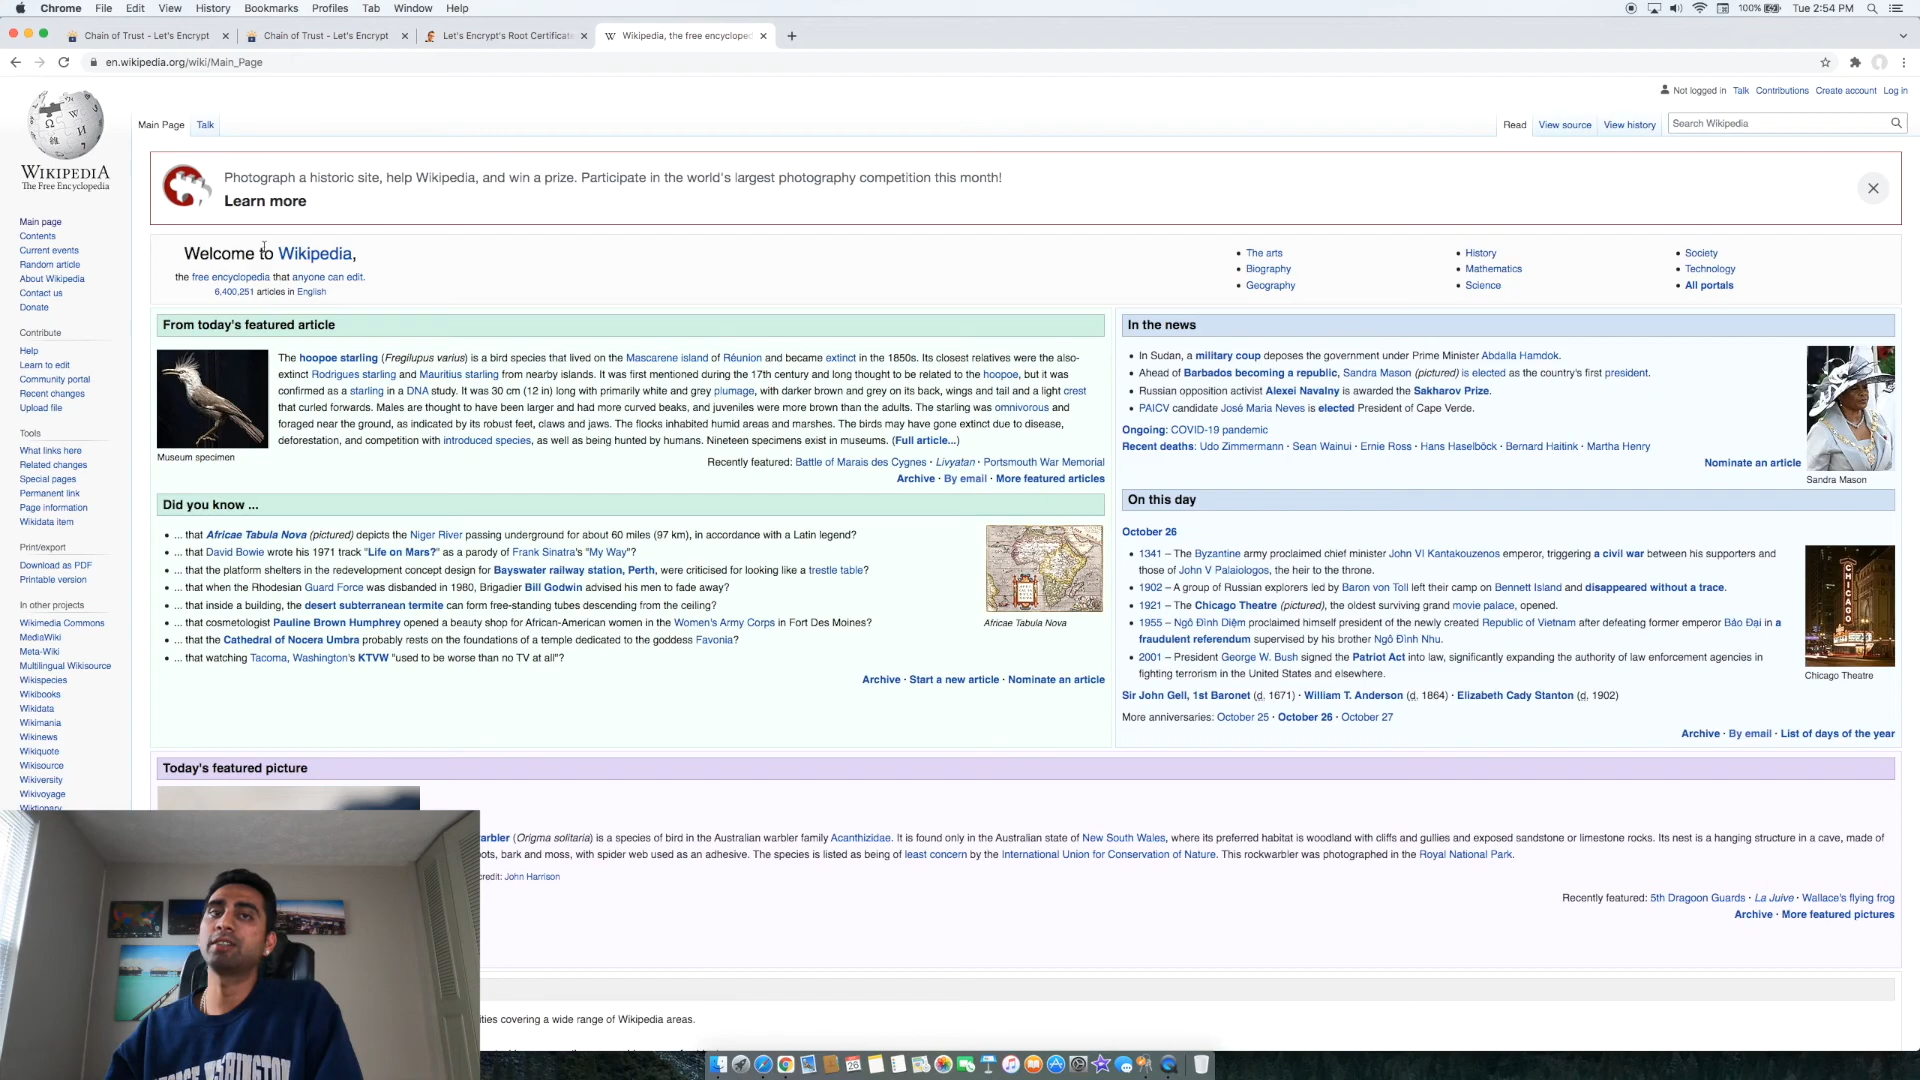 Chrome File Edit View History Bookmarks Profiles Tab Window Help 100% Tue 2:54 PM
Chain of Trust - Let's Encrypt Chain of Trust - Let's Encrypt Let's Encrypt's Root Certificate Wikipedia, the free encycloped
en.wikipedia.org/wiki/Main_Page
Not logged in Talk Contributions Create account Log in
Main Page Talk Read View source View history Search Wikipedia
WIKIPEDIA
The Free Encyclopedia
Main page
Contents
Current events
Random article
About Wikipedia
Contact us
Donate
Contribute
Help
Learn to edit
Community portal
Recent changes
Upload file
Tools
What links here
Related changes
Special pages
Permanent link
Page information
Wikidata item
Print/export
Download as PDF
Printable version
In other projects
Wikimedia Commons
MediaWiki
Meta-Wiki
Multilingual Wikisource
Wikispecies
Wikibooks
Wikidata
Wikimania
Wikinews
Wikiquote
Wikisource
Wikiversity
Wikivoyage
Wiktionary
Photograph a historic site, help Wikipedia, and win a prize. Participate in the world's largest photography competition this month!
Learn more
Welcome to Wikipedia,
the free encyclopedia that anyone can edit.
6,400,251 articles in English
• The arts
• Biography
• Geography
• History
• Mathematics
• Science
• Society
• Technology
• All portals
From today's featured article
The hoopoe starling (Fregilupus varius) is a bird species that lived on the Mascarene island of Réunion and became extinct in the 1850s. Its closest relatives were the also-
extinct Rodrigues starling and Mauritius starling from nearby islands. It was first mentioned during the 17th century and long thought to be related to the hoopoe, but it was
confirmed as a starling in a DNA study. It was 30 cm (12 in) long with primarily white and grey plumage, with darker brown and grey on its back, wings and tail and a light crest
that curled forwards. Males are thought to have been larger and had more curved beaks, and juveniles were more brown than the adults. The starling was omnivorous and
foraged near the ground, as indicated by its robust feet, claws and jaws. The flocks inhabited humid areas and marshes. The birds may have gone extinct due to disease,
deforestation, and competition with introduced species, as well as being hunted by humans. Nineteen specimens exist in museums. (Full article...)
Museum specimen
Recently featured: Battle of Marais des Cygnes · Livyatan · Portsmouth War Memorial
Archive · By email · More featured articles
Did you know ...
• ... that Africae Tabula Nova (pictured) depicts the Niger River passing underground for about 60 miles (97 km), in accordance with a Latin legend?
• ... that David Bowie wrote his 1971 track "Life on Mars?" as a parody of Frank Sinatra's "My Way"?
• ... that the platform shelters in the redevelopment concept design for Bayswater railway station, Perth, were criticised for looking like a trestle table?
• ... that when the Rhodesian Guard Force was disbanded in 1980, Brigadier Bill Godwin advised his men to fade away?
• ... that inside a building, the desert subterranean termite can form free-standing tubes descending from the ceiling?
• ... that cosmetologist Pauline Brown Humphrey opened a beauty shop for African-American women in the Women's Army Corps in Fort Des Moines?
• ... that the Cathedral of Nocera Umbra probably rests on the foundations of a temple dedicated to the goddess Favonia?
• ... that watching Tacoma, Washington's KTVW "used to be worse than no TV at all"?
Africae Tabula Nova
Archive · Start a new article · Nominate an article
In the news
• In Sudan, a military coup deposes the government under Prime Minister Abdalla Hamdok.
• Ahead of Barbados becoming a republic, Sandra Mason (pictured) is elected as the country's first president.
• Russian opposition activist Alexei Navalny is awarded the Sakharov Prize.
• PAICV candidate José Maria Neves is elected President of Cape Verde.
Ongoing: COVID-19 pandemic
Recent deaths: Udo Zimmermann · Sean Wainui · Ernie Ross · Hans Haselböck · Bernard Haitink · Martha Henry
Nominate an article
Sandra Mason
On this day
October 26
• 1341 – The Byzantine army proclaimed chief minister John VI Kantakouzenos emperor, triggering a civil war between his supporters and
those of John V Palaiologos, the heir to the throne.
• 1902 – A group of Russian explorers led by Baron von Toll left their camp on Bennett Island and disappeared without a trace.
• 1921 – The Chicago Theatre (pictured), the oldest surviving grand movie palace, opened.
• 1955 – Ngô Đình Diệm proclaimed himself president of the newly created Republic of Vietnam after defeating former emperor Bảo Đại in a
fraudulent referendum supervised by his brother Ngô Đình Nhu.
• 2001 – President George W. Bush signed the Patriot Act into law, significantly expanding the authority of law enforcement agencies in
fighting terrorism in the United States and elsewhere.
CHICAGO
Chicago Theatre
Sir John Gell, 1st Baronet (d. 1671) · William T. Anderson (d. 1864) · Elizabeth Cady Stanton (d. 1902)
More anniversaries: October 25 · October 26 · October 27
Archive · By email · List of days of the year
Today's featured picture
arbler (Origma solitaria) is a species of bird in the Australian warbler family Acanthizidae. It is found only in the Australian state of New South Wales, where its preferred habitat is woodland with cliffs and gullies and exposed sandstone or limestone rocks. Its nest is a hanging structure in a cave, made of
ots, bark and moss, with spider web used as an adhesive. The species is listed as being of least concern by the International Union for Conservation of Nature. This rockwarbler was photographed in the Royal National Park.
credit: John Harrison
Recently featured: 5th Dragoon Guards · La Juive · Wallace's flying frog
Archive · More featured pictures
ities covering a wide range of Wikipedia areas.
WASHINGTON